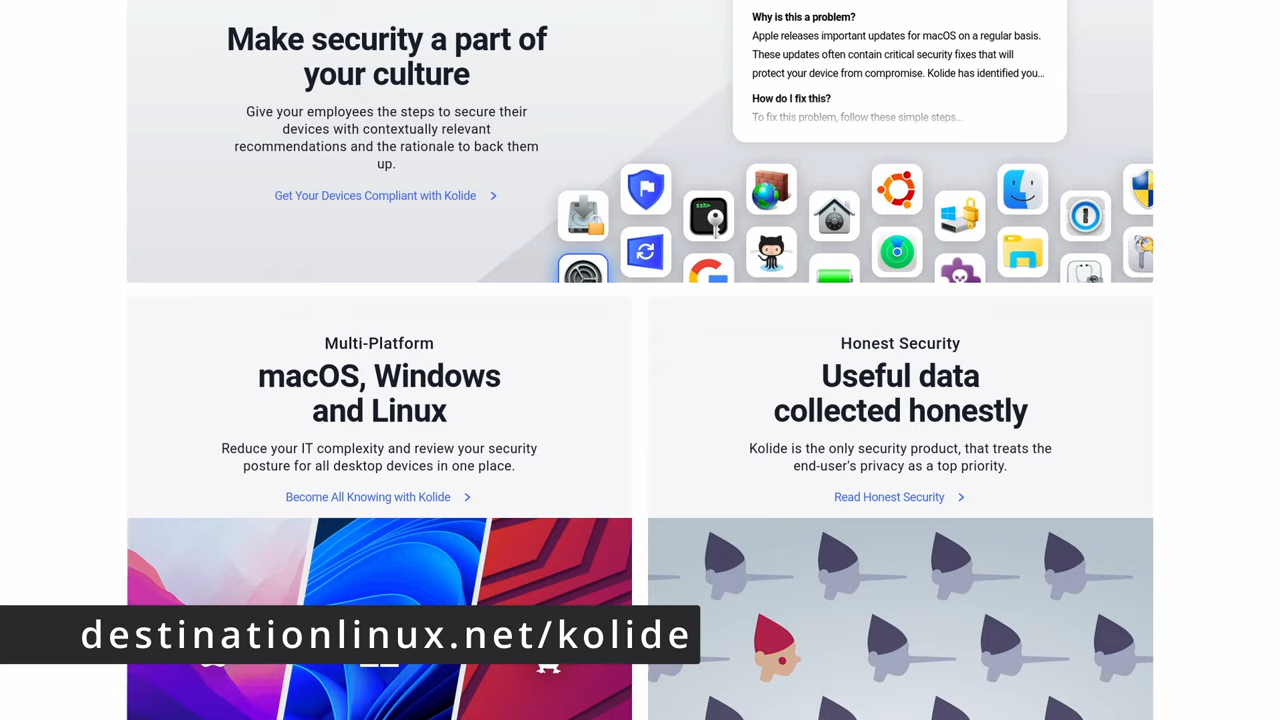 Make security a part of
your culture
Give your employees the steps to secure their
devices with contextually relevant
recommendations and the rationale to back them
up.
Get Your Devices Compliant with Kolide
Why is this a problem?
Apple releases important updates for macOS on a regular basis.
These updates often contain critical security fixes that will
protect your device from compromise. Kolide has identified you...
How do I fix this?
To fix this problem, follow these simple steps...
ssh>
Multi-Platform
macOS, Windows
and Linux
Reduce your IT complexity and review your security
posture for all desktop devices in one place.
Become All Knowing with Kolide
Honest Security
Useful data
collected honestly
Kolide is the only security product, that treats the
end-user's privacy as a top priority.
Read Honest Security
destinationlinux.net/kolide